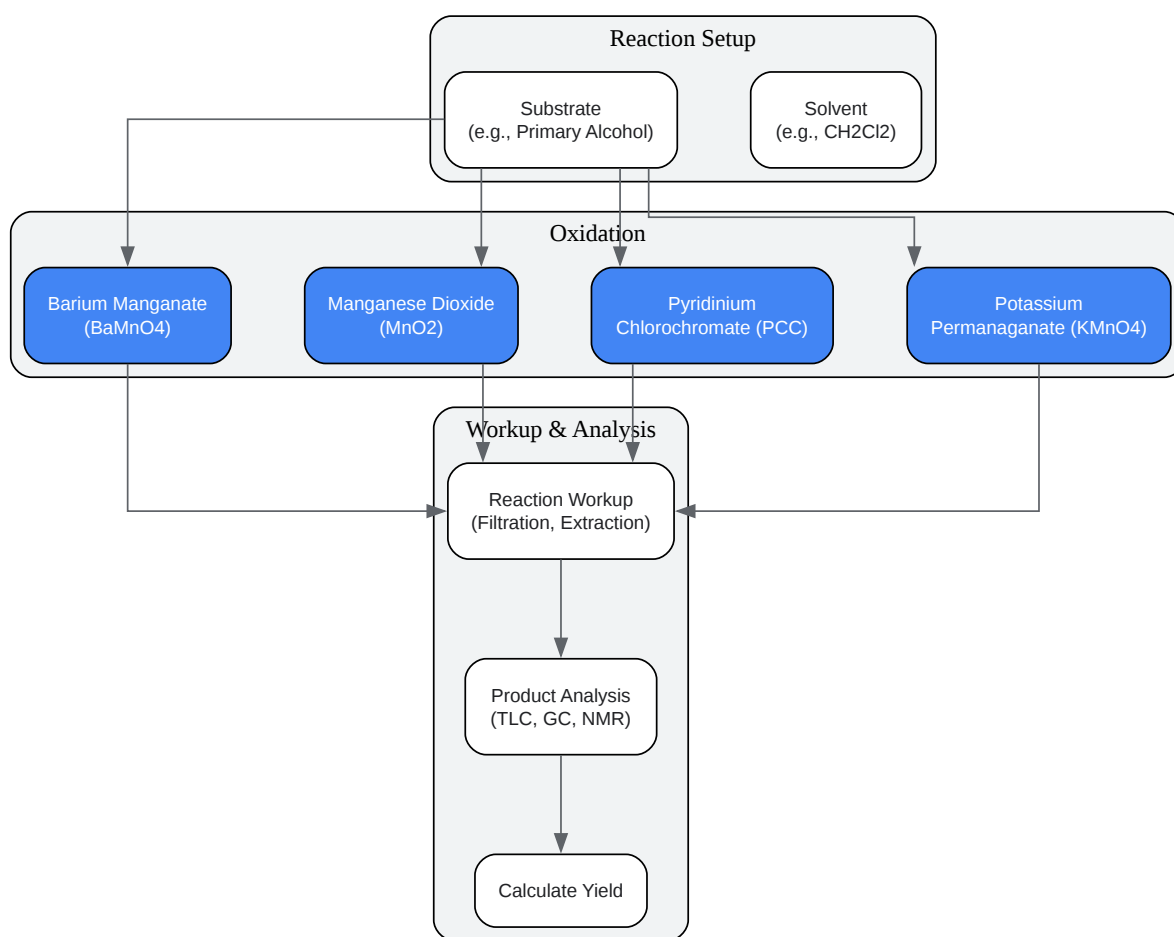 Reaction Setup
Substrate
(e.g., Primary Alcohol)
Solvent
(e.g., CH2Cl2)
Oxidation
Barium Manganate
(BaMnO4)
Manganese Dioxide
(MnO2)
Pyridinium
Chlorochromate (PCC)
Potassium
Permanaganate (KMnO4)
Workup & Analysis
Reaction Workup
(Filtration, Extraction)
Product Analysis
(TLC, GC, NMR)
Calculate Yield